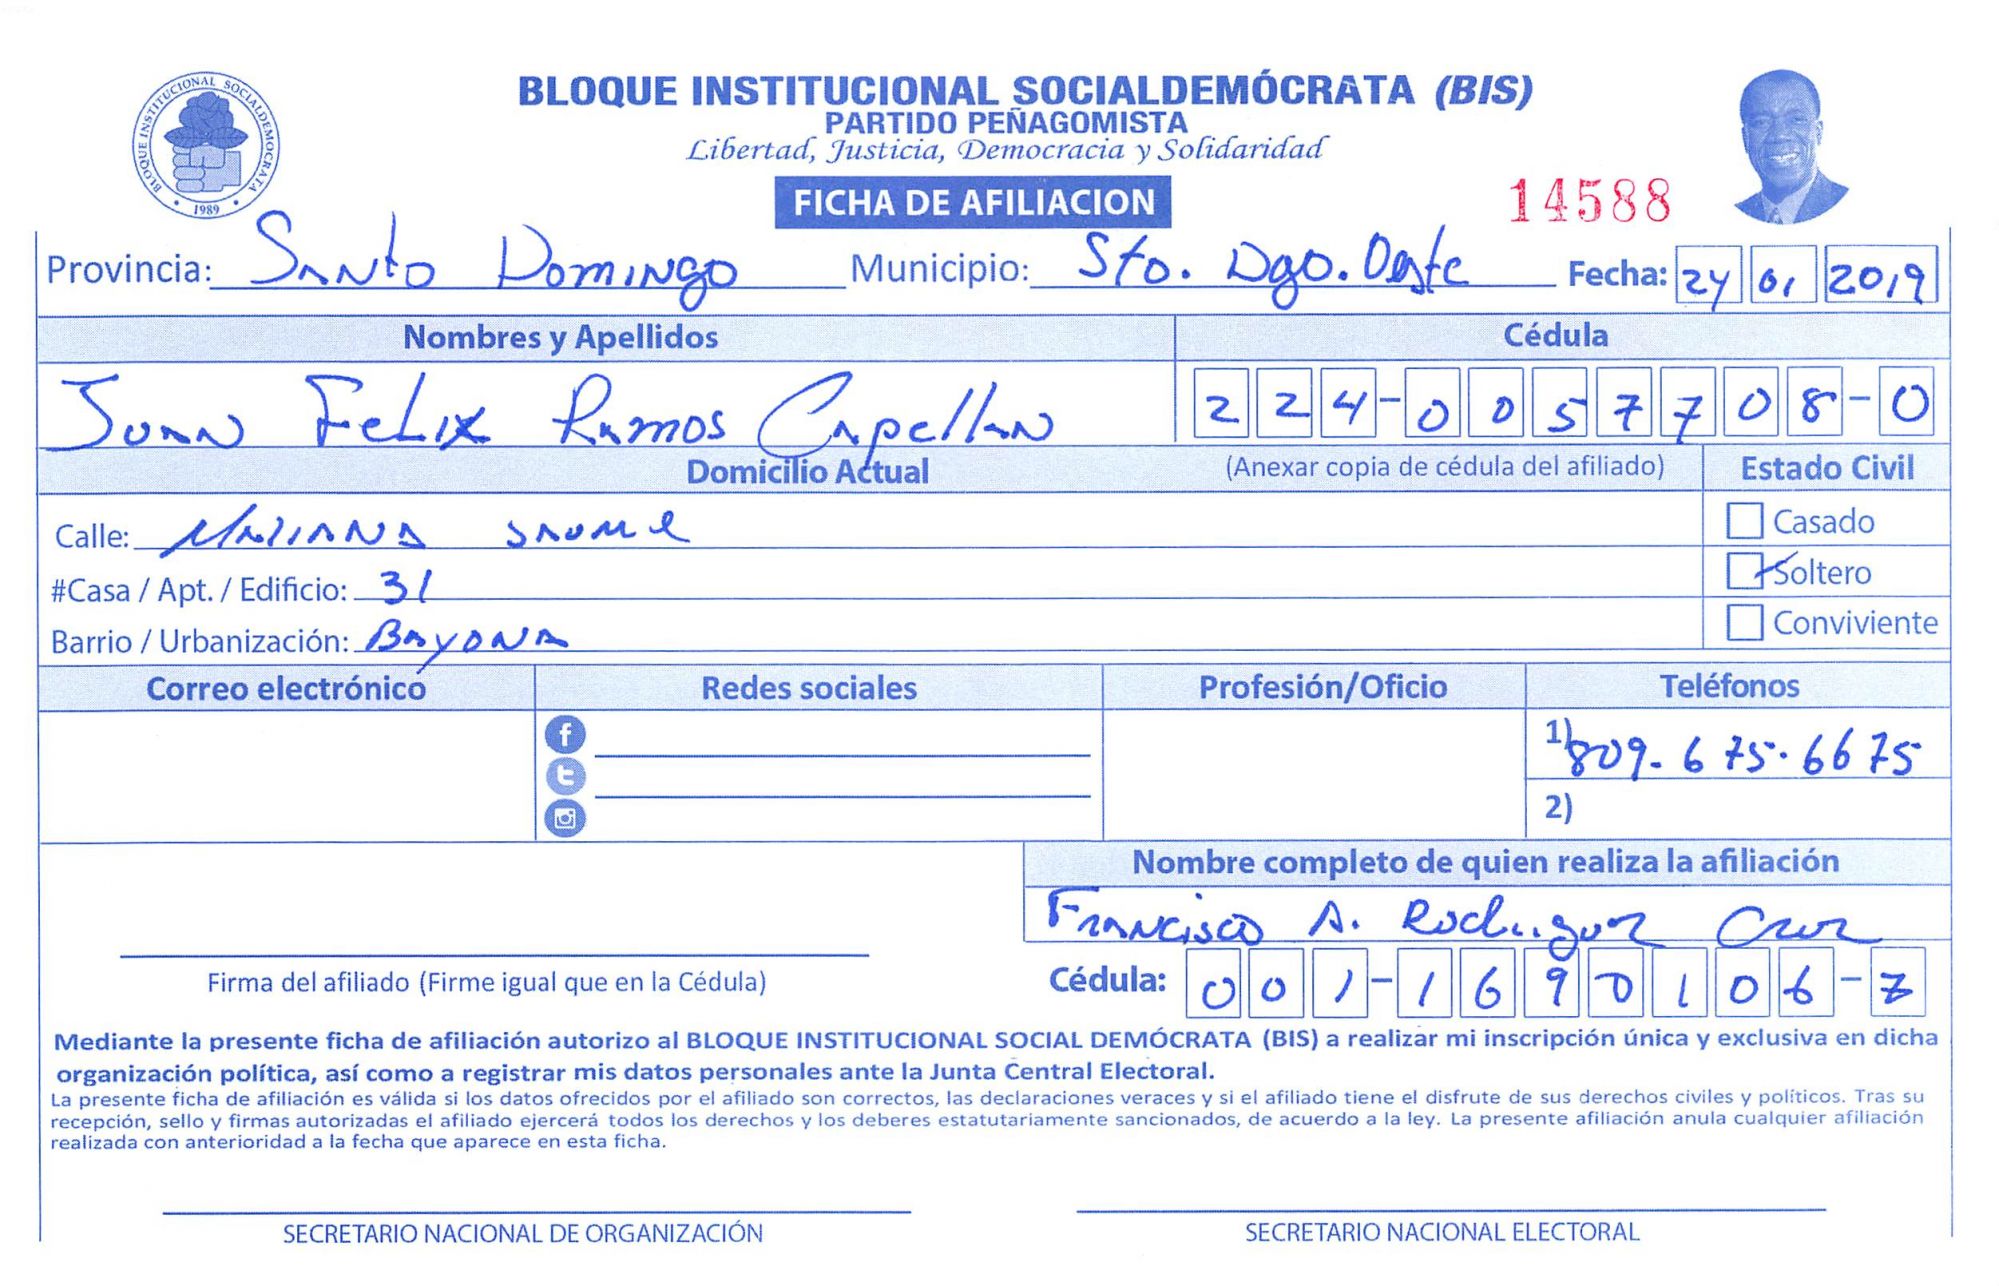 BLOQUE INSTITUCIONAL SOCIALDEMÓCRATA (BIS)
PARTIDO PEÑAGOMISTA
Libertad, Justicia, Democracia y Solidaridad
BLOQUE INSTITUCIONAL SOCIALDEMOCRATA
1989
FICHA DE AFILIACION
14588
Provincia: Santo Domingo Municipio: Sto. Dgo. Oeste Fecha: 24 01 2019
Nombres y Apellidos Cédula
Juan Felix Ramos Capellan 224-0057708-0
Domicilio Actual (Anexar copia de cédula del afiliado) Estado Civil
Calle: Mariana Casado
#Casa / Apt. / Edificio: 31 Soltero
Barrio / Urbanización: Bayona Conviviente
Correo electrónico Redes sociales Profesión/Oficio Teléfonos
1) 809-675-6675
2)
Nombre completo de quien realiza la afiliación
Francisco A. Rodriguez Cruz
Firma del afiliado (Firme igual que en la Cédula) Cédula: 001-1690106-7
Mediante la presente ficha de afiliación autorizo al BLOQUE INSTITUCIONAL SOCIAL DEMÓCRATA (BIS) a realizar mi inscripción única y exclusiva en dicha
organización política, así como a registrar mis datos personales ante la Junta Central Electoral.
La presente ficha de afiliación es válida si los datos ofrecidos por el afiliado son correctos, las declaraciones veraces y si el afiliado tiene el disfrute de sus derechos civiles y políticos. Tras su
recepción, sello y firmas autorizadas el afiliado ejercerá todos los derechos y los deberes estatutariamente sancionados, de acuerdo a la ley. La presente afiliación anula cualquier afiliación
realizada con anterioridad a la fecha que aparece en esta ficha.
SECRETARIO NACIONAL DE ORGANIZACIÓN SECRETARIO NACIONAL ELECTORAL